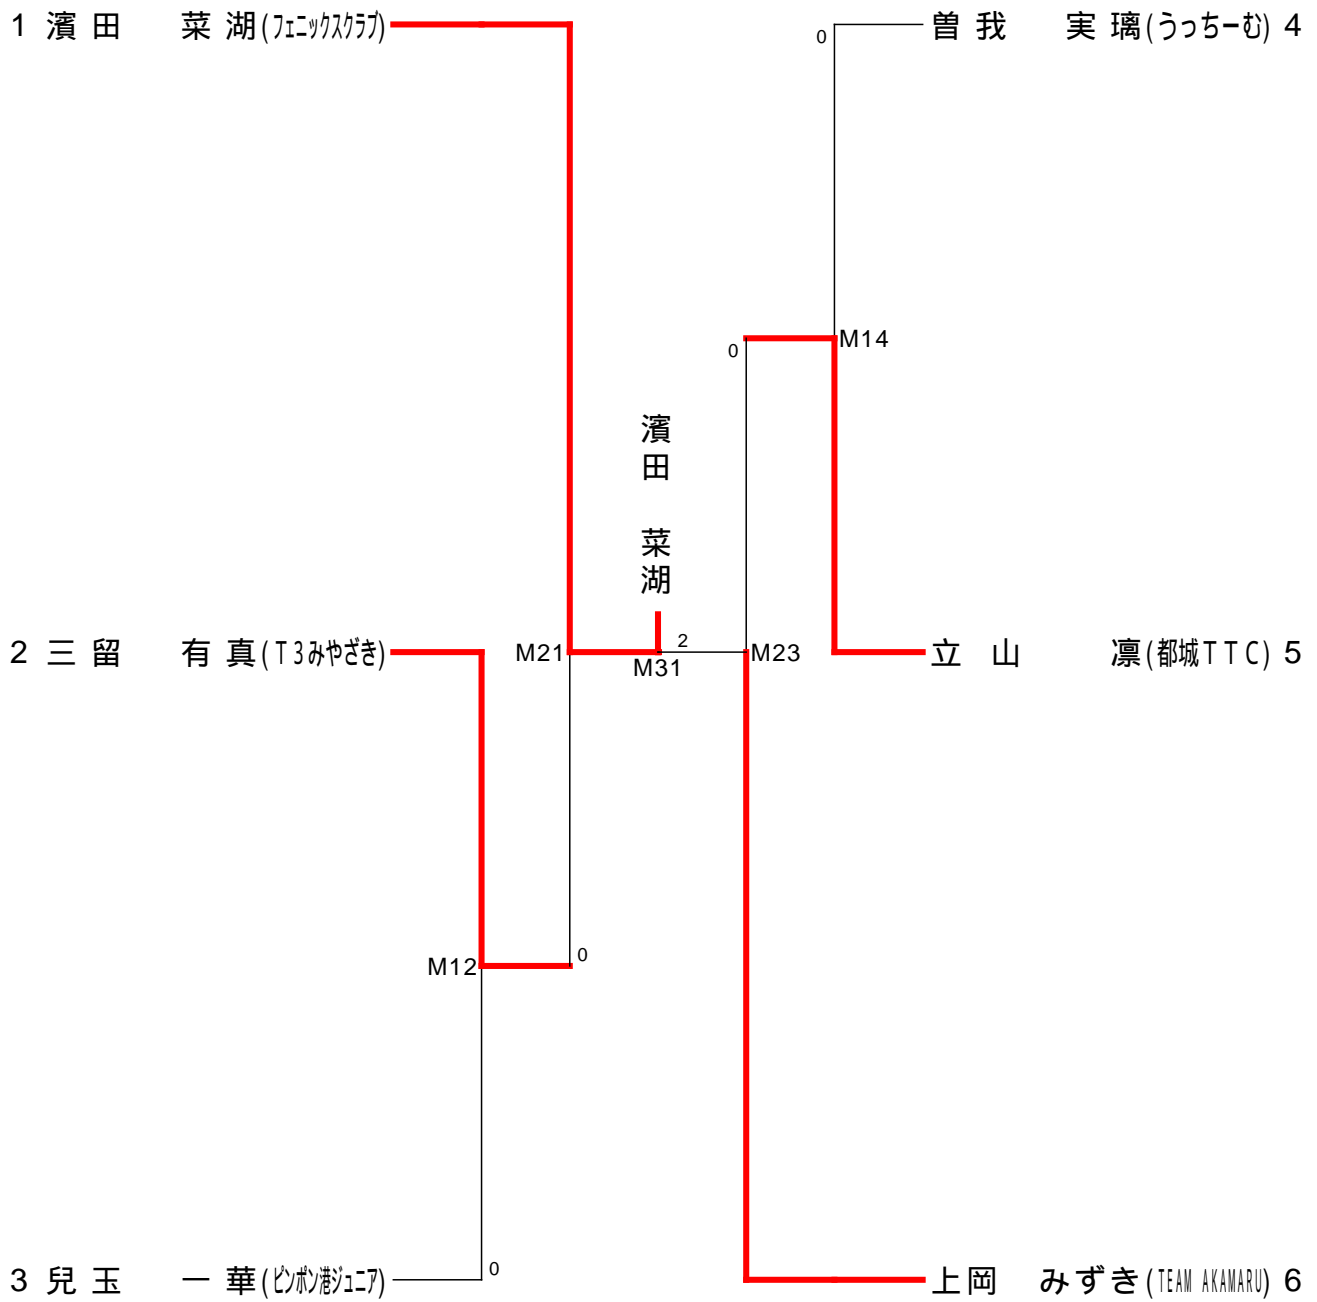 1 濱田 菜湖(フェニックスクラブ)
曽我 実璃(うっちーむ) 4
0
M14
0
濱田 菜湖
2 三留 有真(T3みやざき)
M21
2
M31
M23
立山 凛(都城TTC) 5
M12
0
3 兒玉 一華(ピンポン港ジュニア)
0
上岡 みずき(TEAM AKAMARU) 6